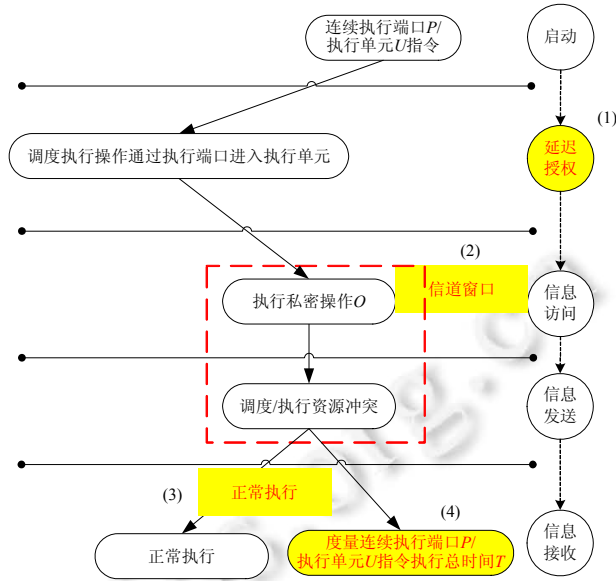 连续执行端口P/
执行单元U指令
启动
(1)
调度执行操作通过执行端口进入执行单元
延迟
授权
(2)
执行私密操作O
信道窗口
信息
访问
调度/执行资源冲突
信息
发送
(3)
正常执行
(4)
正常执行
度量连续执行端口P/
执行单元U指令执行总时间T
信息
接收